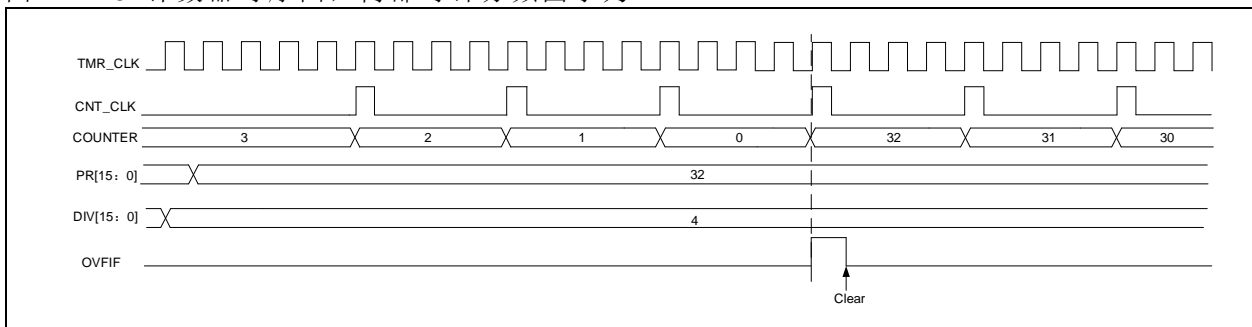 TMR_CLK
CNT_CLK
COUNTER 3 2 1 0 32 31 30
PR[15：0] 32
DIV[15：0] 4
OVFIF
Clear